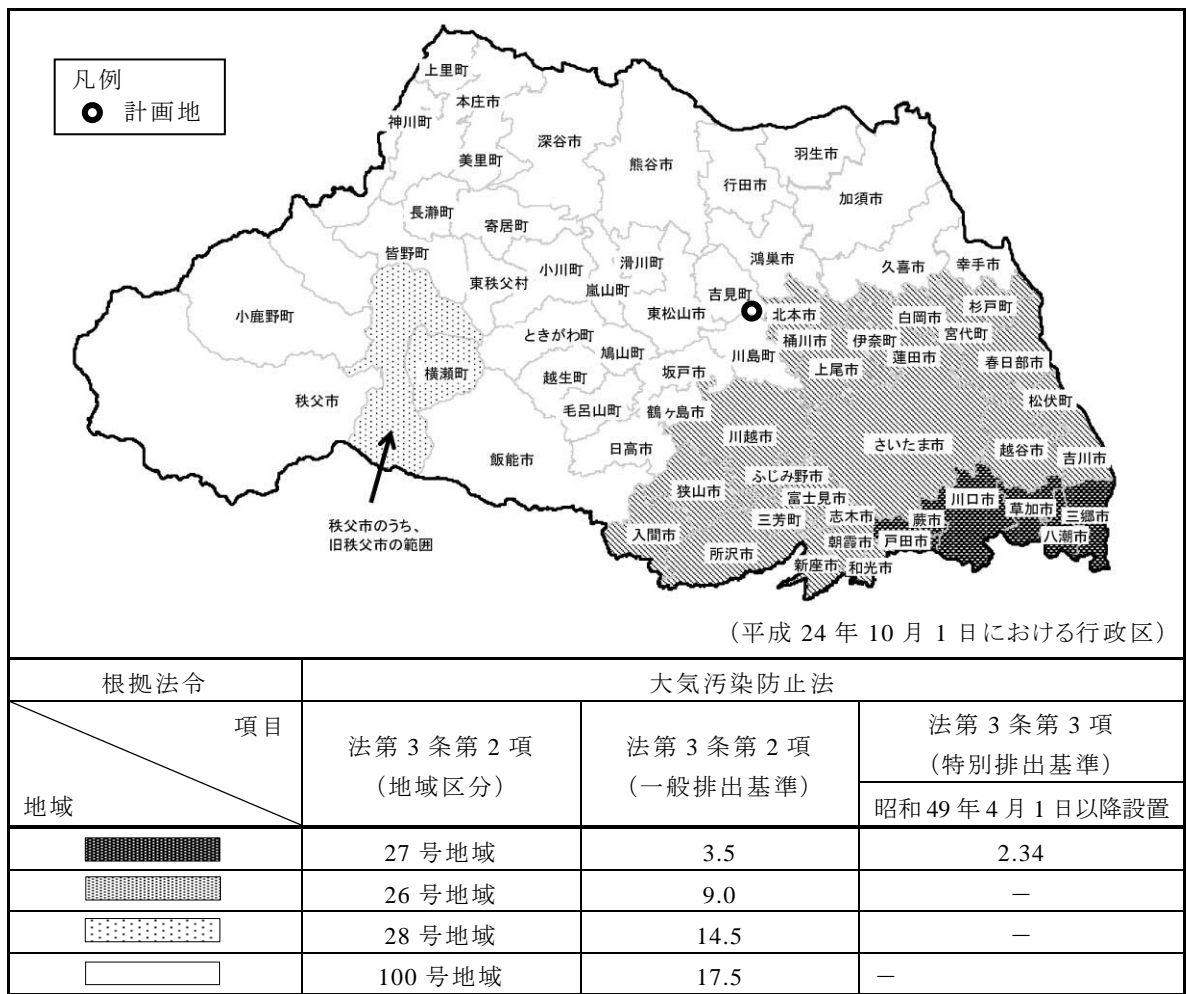 凡例
計画地
上里町
本庄市
神川町
美里町
深谷市
熊谷市
行田市
羽生市
加須市
長瀞町
寄居町
皆野町
東秩父村
小川町
嵐山町
滑川町
吉見町
鴻巣市
久喜市
幸手市
小鹿野町
東松山市
北本市
白岡市
杉戸町
宮代町
ときがわ町
鳩山町
川島町
桶川市
伊奈町
蓮田市
上尾市
春日部市
横瀬町
越生町
坂戸市
秩父市
毛呂山町
鶴ヶ島市
松伏町
飯能市
日高市
川越市
さいたま市
越谷市
吉川市
ふじみ野市
狭山市
富士見市
川口市
草加市
三郷市
入間市
三芳町
志木市
蕨市
所沢市
朝霞市
戸田市
八潮市
新座市
和光市
秩父市のうち、
旧秩父市の範囲
（平成 24 年 10 月 1 日における行政区）
根拠法令
大気汚染防止法
項目
地域
法第 3 条第 2 項
（地域区分）
法第 3 条第 2 項
（一般排出基準）
法第 3 条第 3 項
（特別排出基準）
昭和 49 年 4 月 1 日以降設置
27 号地域 3.5 2.34
26 号地域 9.0 －
28 号地域 14.5 －
100 号地域 17.5 －